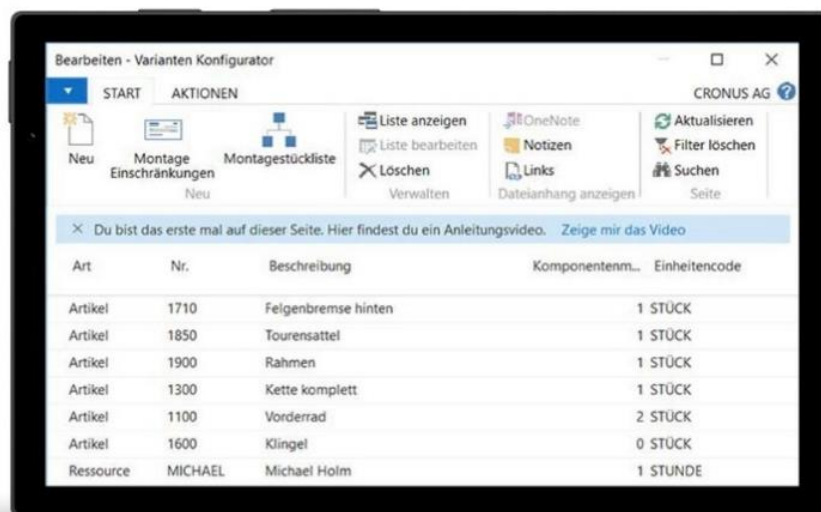 Bearbeiten - Varianten Konfigurator
START AKTIONEN CRONUS AG
Neu
Montage Einschränkungen
Montagestückliste
Neu
Liste anzeigen
Liste bearbeiten
Löschen
Verwalten
OneNote
Notizen
Links
Dateianhang anzeigen
Aktualisieren
Filter löschen
Suchen
Seite
Du bist das erste mal auf dieser Seite. Hier findest du ein Anleitungsvideo. Zeige mir das Video
Art Nr. Beschreibung Komponentenm... Einheitencode
Artikel 1710 Felgenbremse hinten 1 STÜCK
Artikel 1850 Tourensattel 1 STÜCK
Artikel 1900 Rahmen 1 STÜCK
Artikel 1300 Kette komplett 1 STÜCK
Artikel 1100 Vorderrad 2 STÜCK
Artikel 1600 Klingel 0 STÜCK
Ressource MICHAEL Michael Holm 1 STUNDE